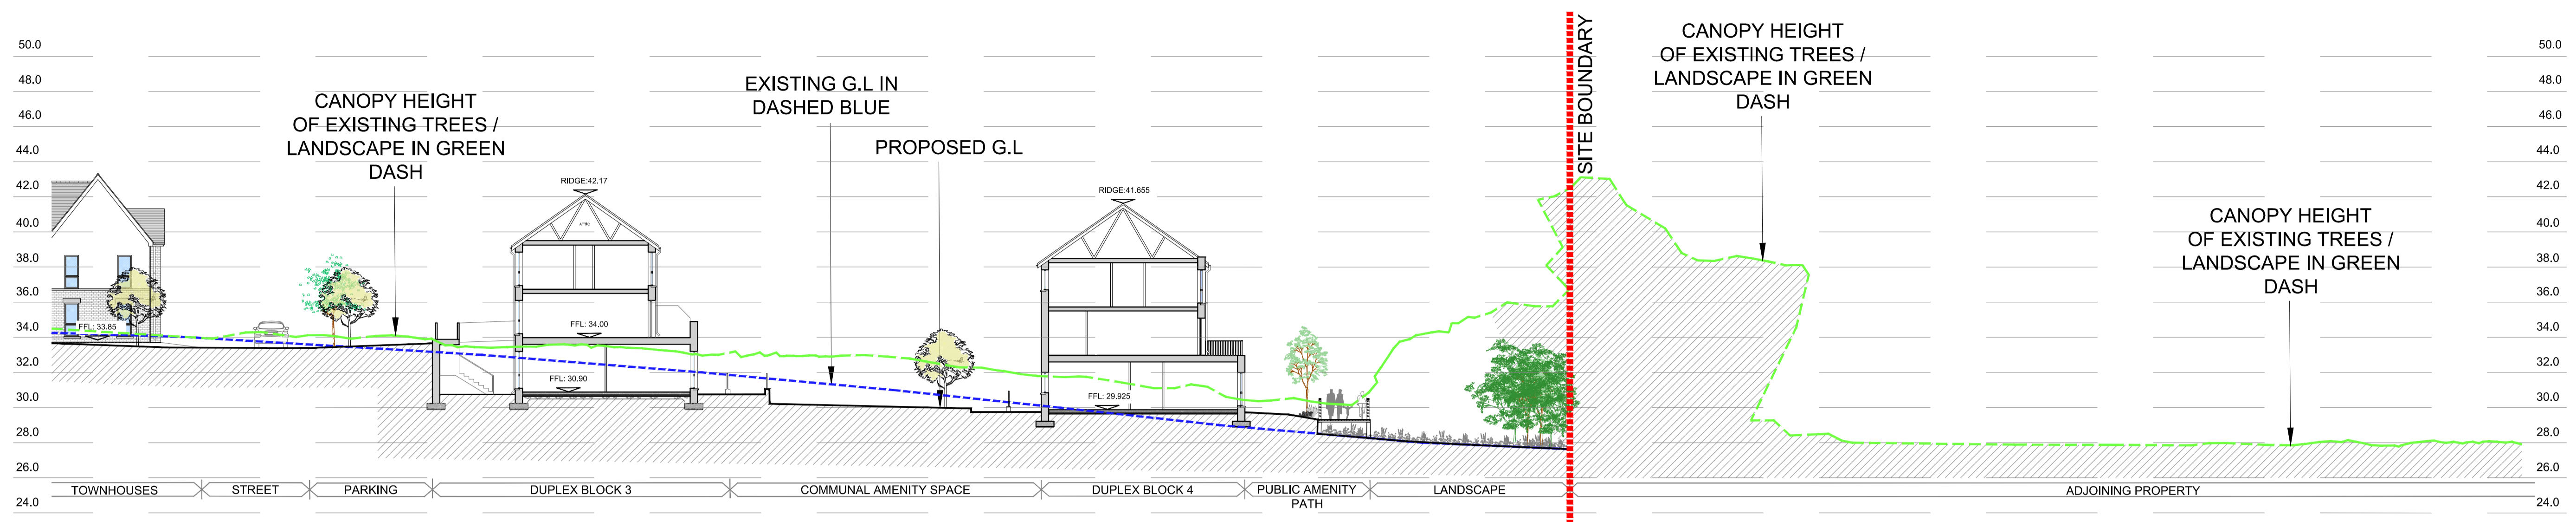 50.0
48.0
46.0
44.0
42.0
40.0
38.0
36.0
34.0
32.0
30.0
28.0
26.0
24.0
CANOPY HEIGHT
OF EXISTING TREES /
LANDSCAPE IN GREEN
DASH
EXISTING G.L IN
DASHED BLUE
PROPOSED G.L
SITE BOUNDARY
CANOPY HEIGHT
OF EXISTING TREES /
LANDSCAPE IN GREEN
DASH
CANOPY HEIGHT
OF EXISTING TREES /
LANDSCAPE IN GREEN
DASH
RIDGE:42.17
ATTIC
RIDGE:41.655
FFL: 33.85
FFL: 34.00
FFL: 30.90
FFL: 29.925
TOWNHOUSES
STREET
PARKING
DUPLEX BLOCK 3
COMMUNAL AMENITY SPACE
DUPLEX BLOCK 4
PUBLIC AMENITY
PATH
LANDSCAPE
ADJOINING PROPERTY
50.0
48.0
46.0
44.0
42.0
40.0
38.0
36.0
34.0
32.0
30.0
28.0
26.0
24.0